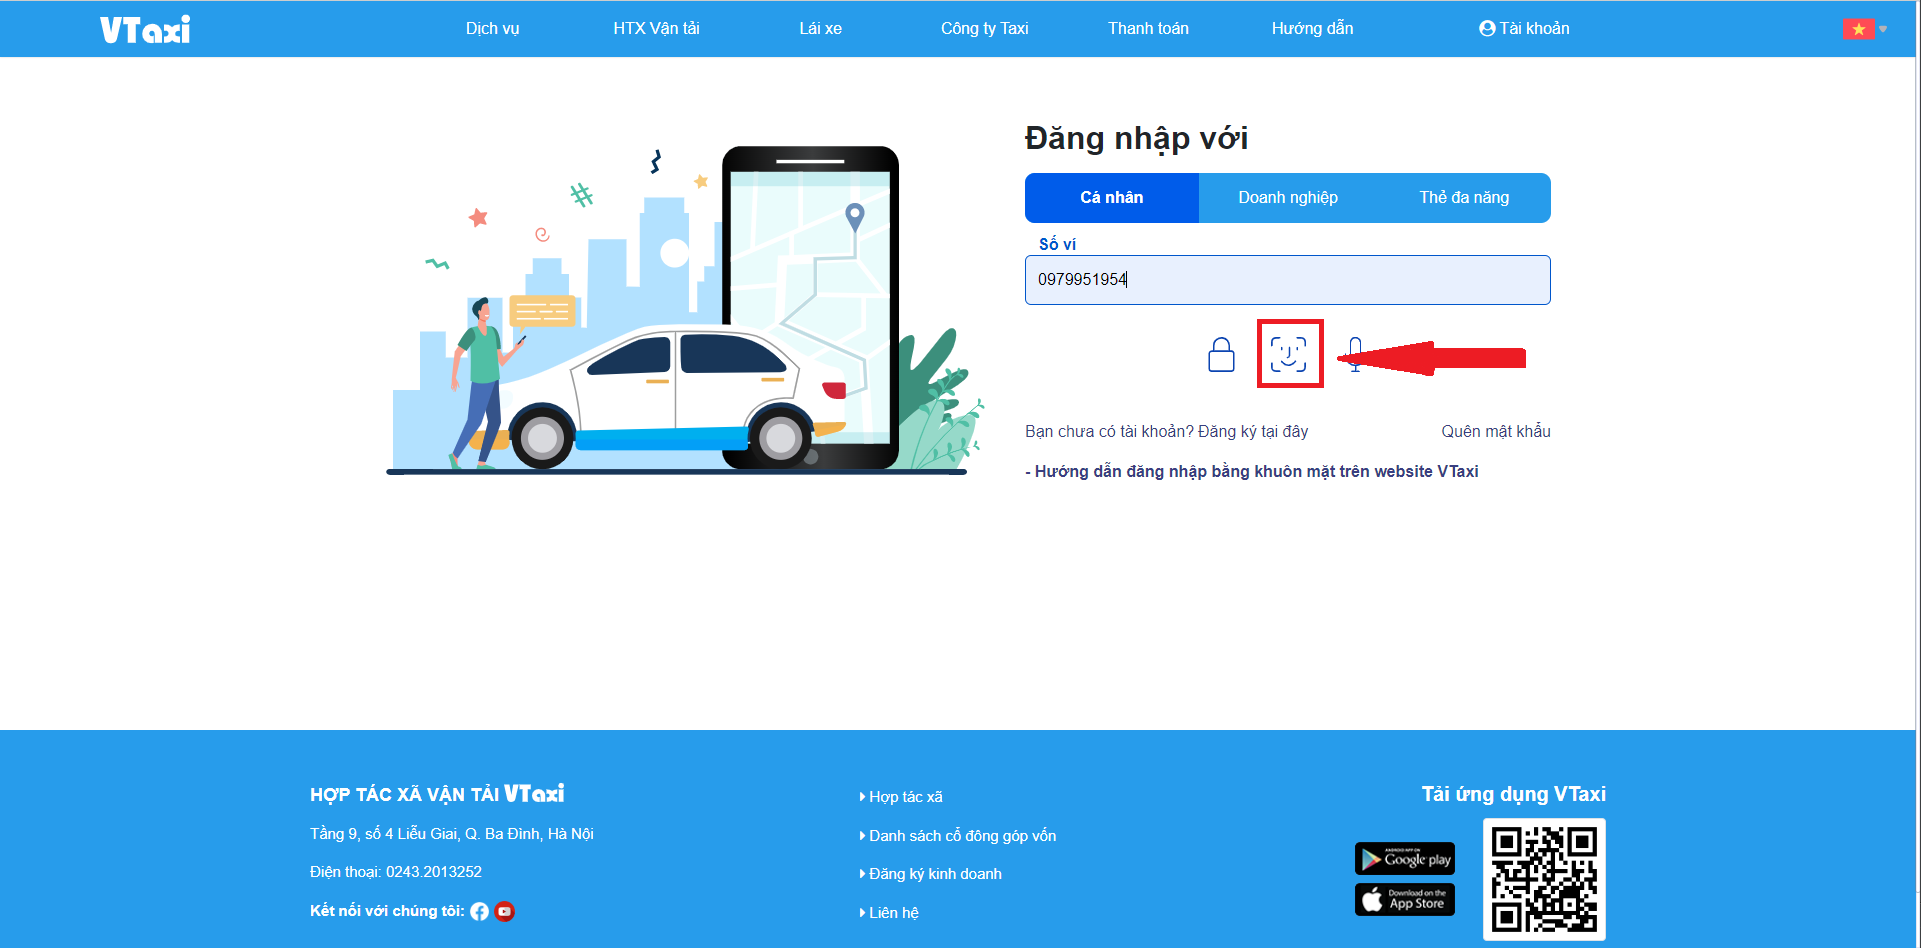 VTaxi
Dịch vụ
HTX Vận tải
Lái xe
Công ty Taxi
Thanh toán
Hướng dẫn
Tài khoản
Đăng nhập với
Cá nhân
Doanh nghiệp
Thẻ đa năng
Số ví
0979951954
Bạn chưa có tài khoản? Đăng ký tại đây
Quên mật khẩu
- Hướng dẫn đăng nhập bằng khuôn mặt trên website VTaxi
HỢP TÁC XÃ VẬN TẢI VTaxi
Tầng 9, số 4 Liễu Giai, Q. Ba Đình, Hà Nội
Điện thoại: 0243.2013252
Kết nối với chúng tôi:
Hợp tác xã
Danh sách cổ đông góp vốn
Đăng ký kinh doanh
Liên hệ
Tải ứng dụng VTaxi
ANDROID APP ON
Google play
Download on the
App Store